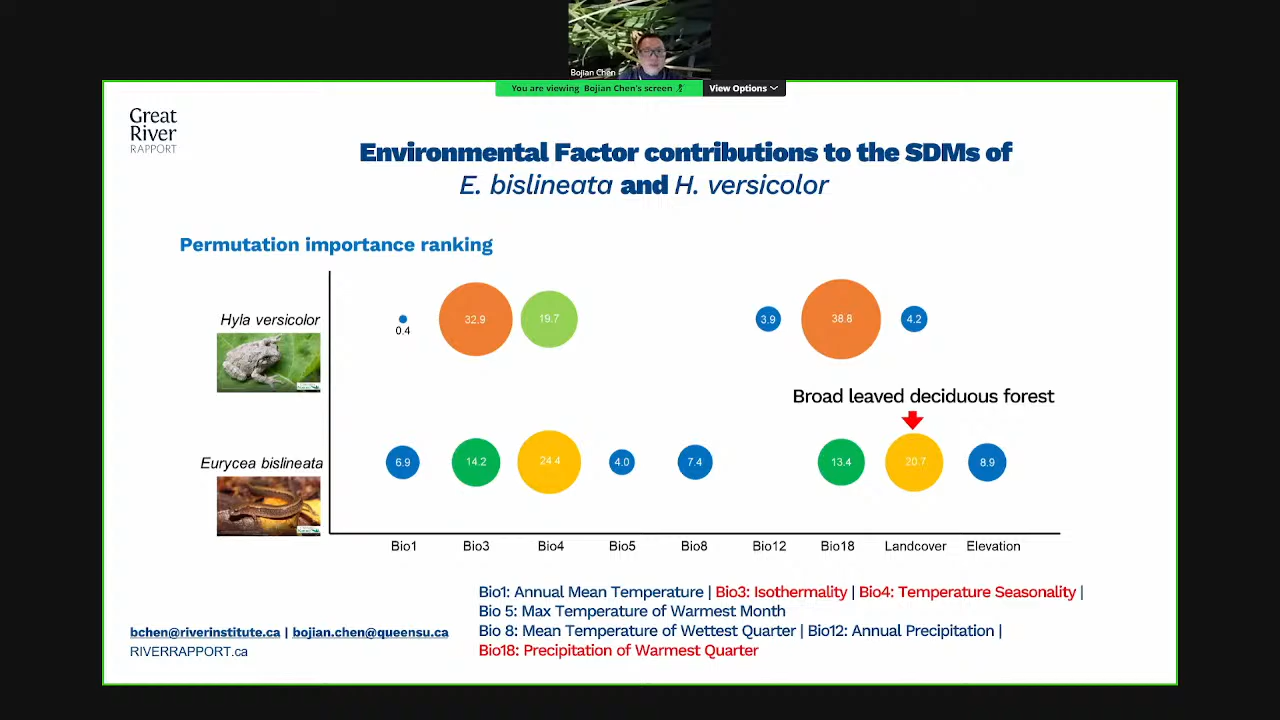 Bojian Chen
You are viewing Bojian Chen's screen
View Options
Great
River
RAPPORT
Environmental Factor contributions to the SDMs of
E. bislineata and H. versicolor
Permutation importance ranking
Hyla versicolor
0.4
32.9
19.7
3.9
38.8
4.2
Broad leaved deciduous forest
Eurycea bislineata
6.9
14.2
24.4
4.0
7.4
13.4
20.7
8.9
Bio1
Bio3
Bio4
Bio5
Bio8
Bio12
Bio18
Landcover
Elevation
Bio1: Annual Mean Temperature | Bio3: Isothermality | Bio4: Temperature Seasonality |
Bio 5: Max Temperature of Warmest Month
Bio 8: Mean Temperature of Wettest Quarter | Bio12: Annual Precipitation |
Bio18: Precipitation of Warmest Quarter
bchen@riverinstitute.ca | bojian.chen@queensu.ca
RIVERRAPPORT.ca